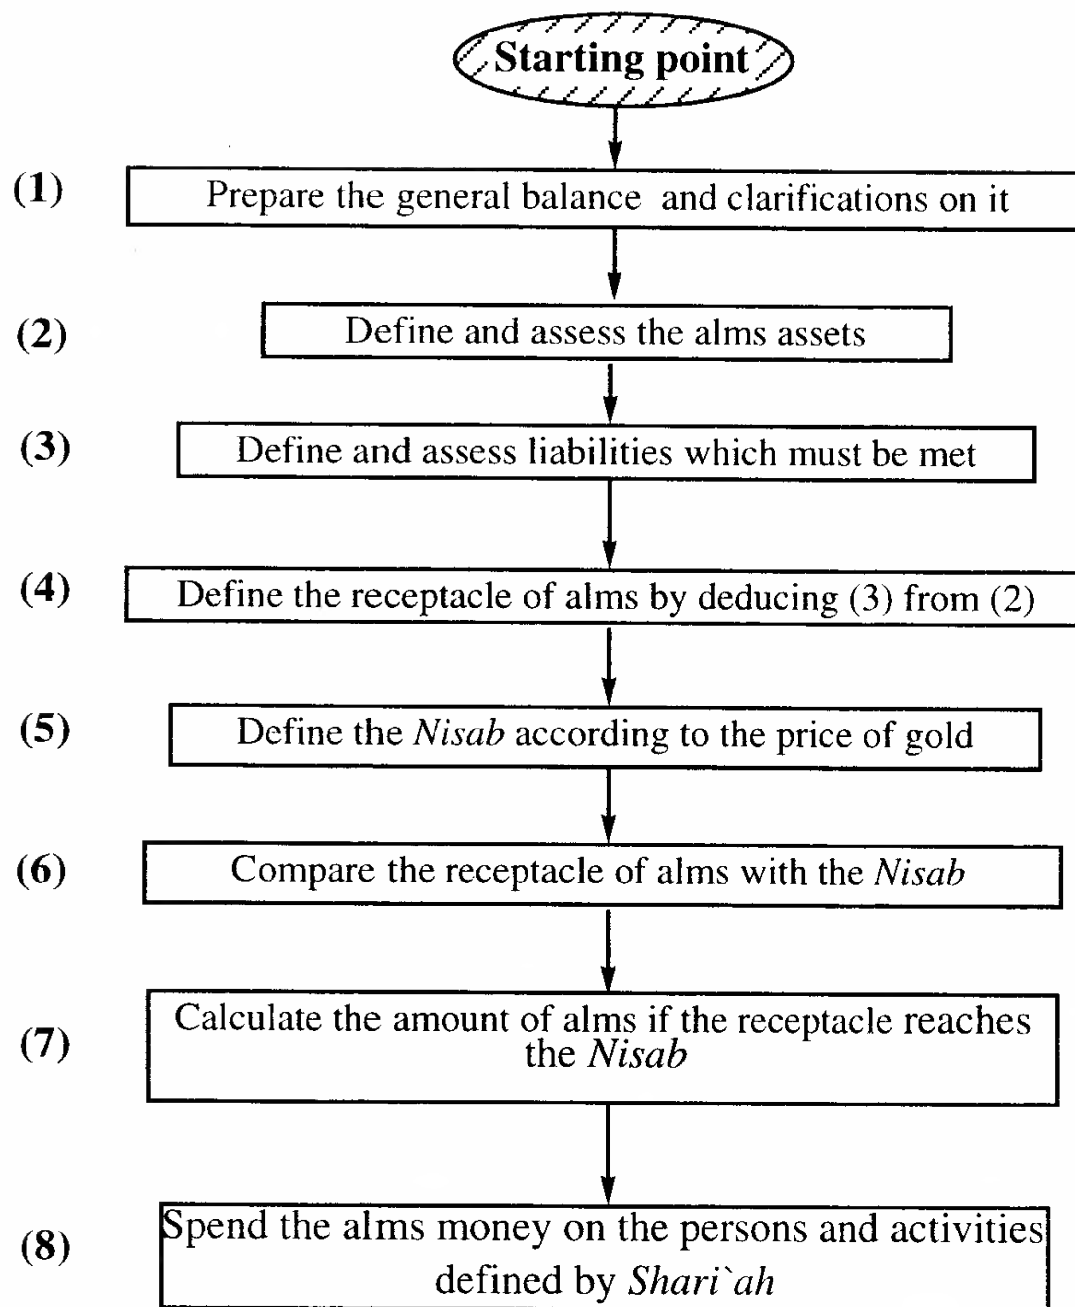 Starting point
(1) Prepare the general balance and clarifications on it
(2) Define and assess the alms assets
(3) Define and assess liabilities which must be met
(4) Define the receptacle of alms by deducing (3) from (2)
(5) Define the Nisab according to the price of gold
(6) Compare the receptacle of alms with the Nisab
(7) Calculate the amount of alms if the receptacle reaches
the Nisab
(8) Spend the alms money on the persons and activities
defined by Shari`ah